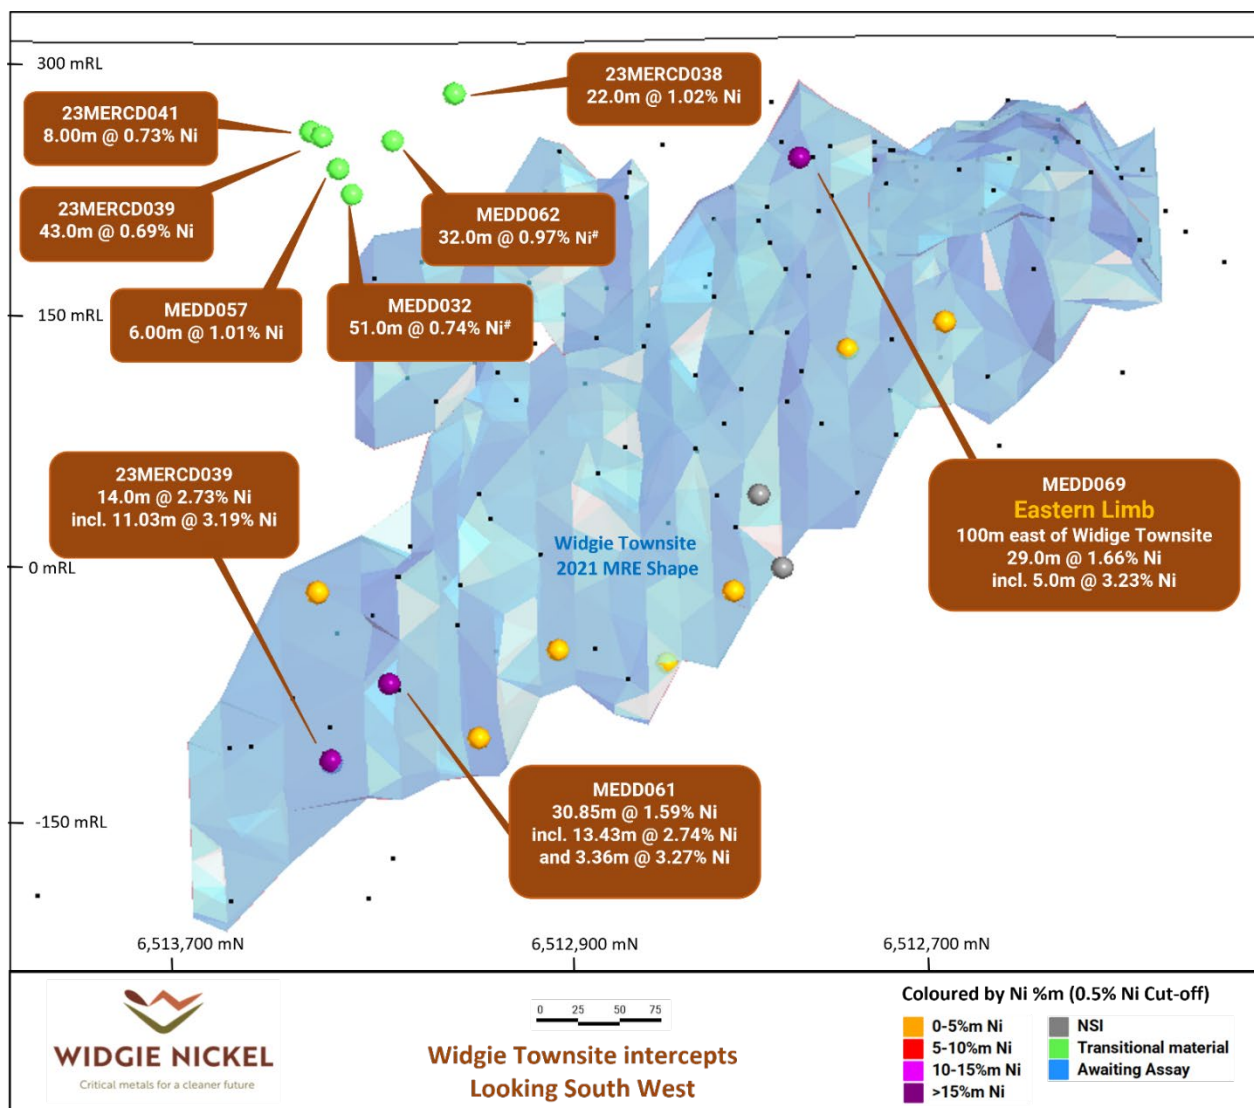 300 mRL
23MERCD038
22.0m @ 1.02% Ni
23MERCD041
8.00m @ 0.73% Ni
23MERCD039
43.0m @ 0.69% Ni
MEDD062
32.0m @ 0.97% Ni#
MEDD057
6.00m @ 1.01% Ni
MEDD032
51.0m @ 0.74% Ni#
150 mRL
23MERCD039
14.0m @ 2.73% Ni
incl. 11.03m @ 3.19% Ni
MEDD069
Eastern Limb
100m east of Widige Townsite
29.0m @ 1.66% Ni
incl. 5.0m @ 3.23% Ni
Widgie Townsite
2021 MRE Shape
0 mRL
MEDD061
30.85m @ 1.59% Ni
incl. 13.43m @ 2.74% Ni
and 3.36m @ 3.27% Ni
-150 mRL
6,513,700 mN
6,512,900 mN
6,512,700 mN
WIDGIE NICKEL
Critical metals for a cleaner future
0 25 50 75
Widgie Townsite intercepts
Looking South West
Coloured by Ni %m (0.5% Ni Cut-off)
0-5%m Ni
5-10%m Ni
10-15%m Ni
>15%m Ni
NSI
Transitional material
Awaiting Assay